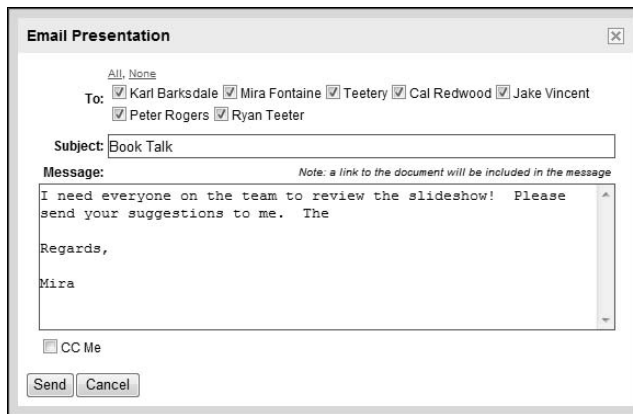 Email Presentation
All, None
To: Karl Barksdale Mira Fontaine Teetery Cal Redwood Jake Vincent
Peter Rogers Ryan Teeter
Subject: Book Talk
Message: Note: a link to the document will be included in the message
I need everyone on the team to review the slideshow! Please
send your suggestions to me. The
Regards,
Mira
CC Me
Send Cancel